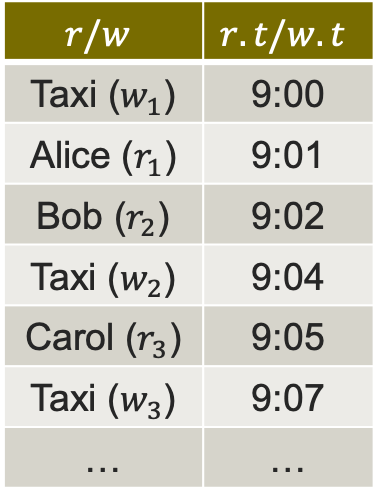 r/w r.t/w.t
Taxi (w₁) 9:00
Alice (r₁) 9:01
Bob (r₂) 9:02
Taxi (w₂) 9:04
Carol (r₃) 9:05
Taxi (w₃) 9:07
... ...